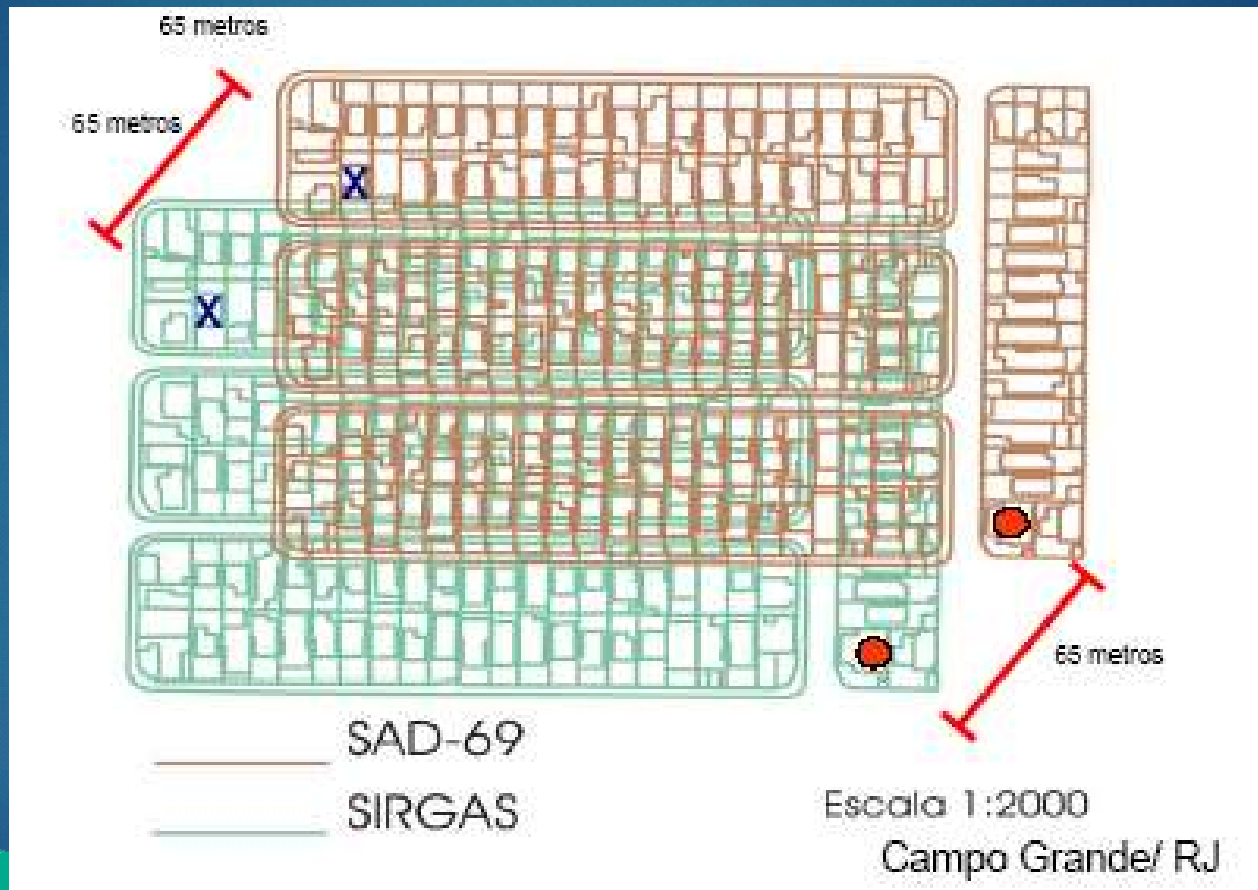 65 metros
65 metros
X
X
65 metros
SAD-69
SIRGAS
Escala 1:2000
Campo Grande/ RJ